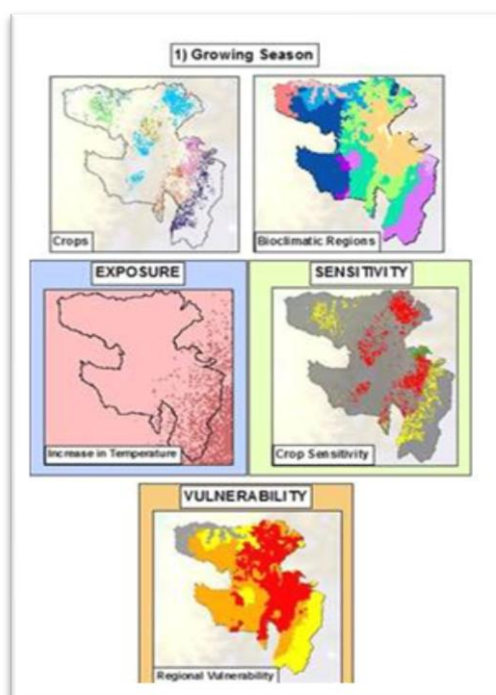 1) Growing Season
Crops
Bioclimatic Regions
EXPOSURE
SENSITIVITY
Increase in Temperature
Crop Sensitivity
VULNERABILITY
Regional Vulnerability